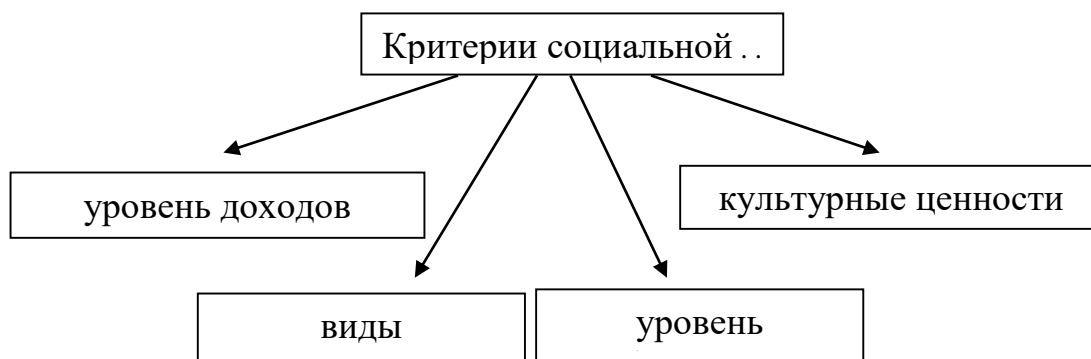 Критерии социальной . .
уровень доходов
культурные ценности
виды
уровень